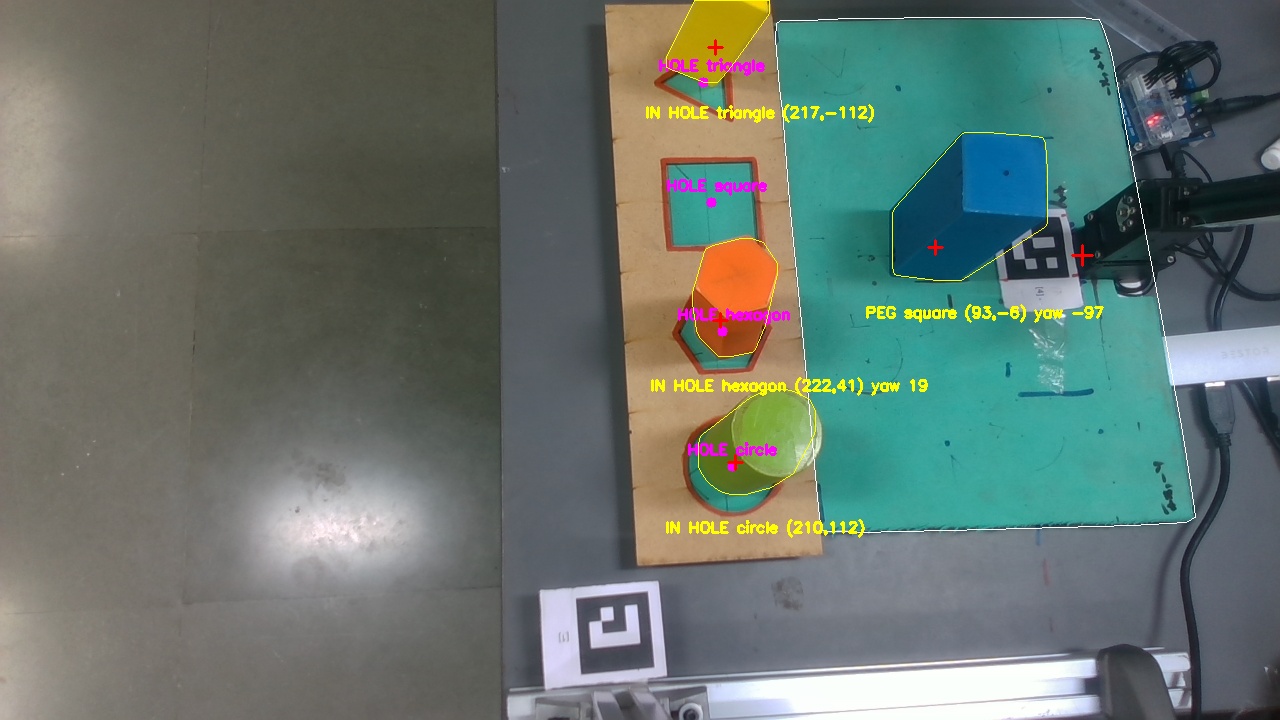 HOLE triangle
IN HOLE triangle (217,-112)
HOLE square
PEG square (93,-6) yaw -97
HOLE hexagon
IN HOLE hexagon (222,41) yaw 19
HOLE circle
IN HOLE circle (210,112)